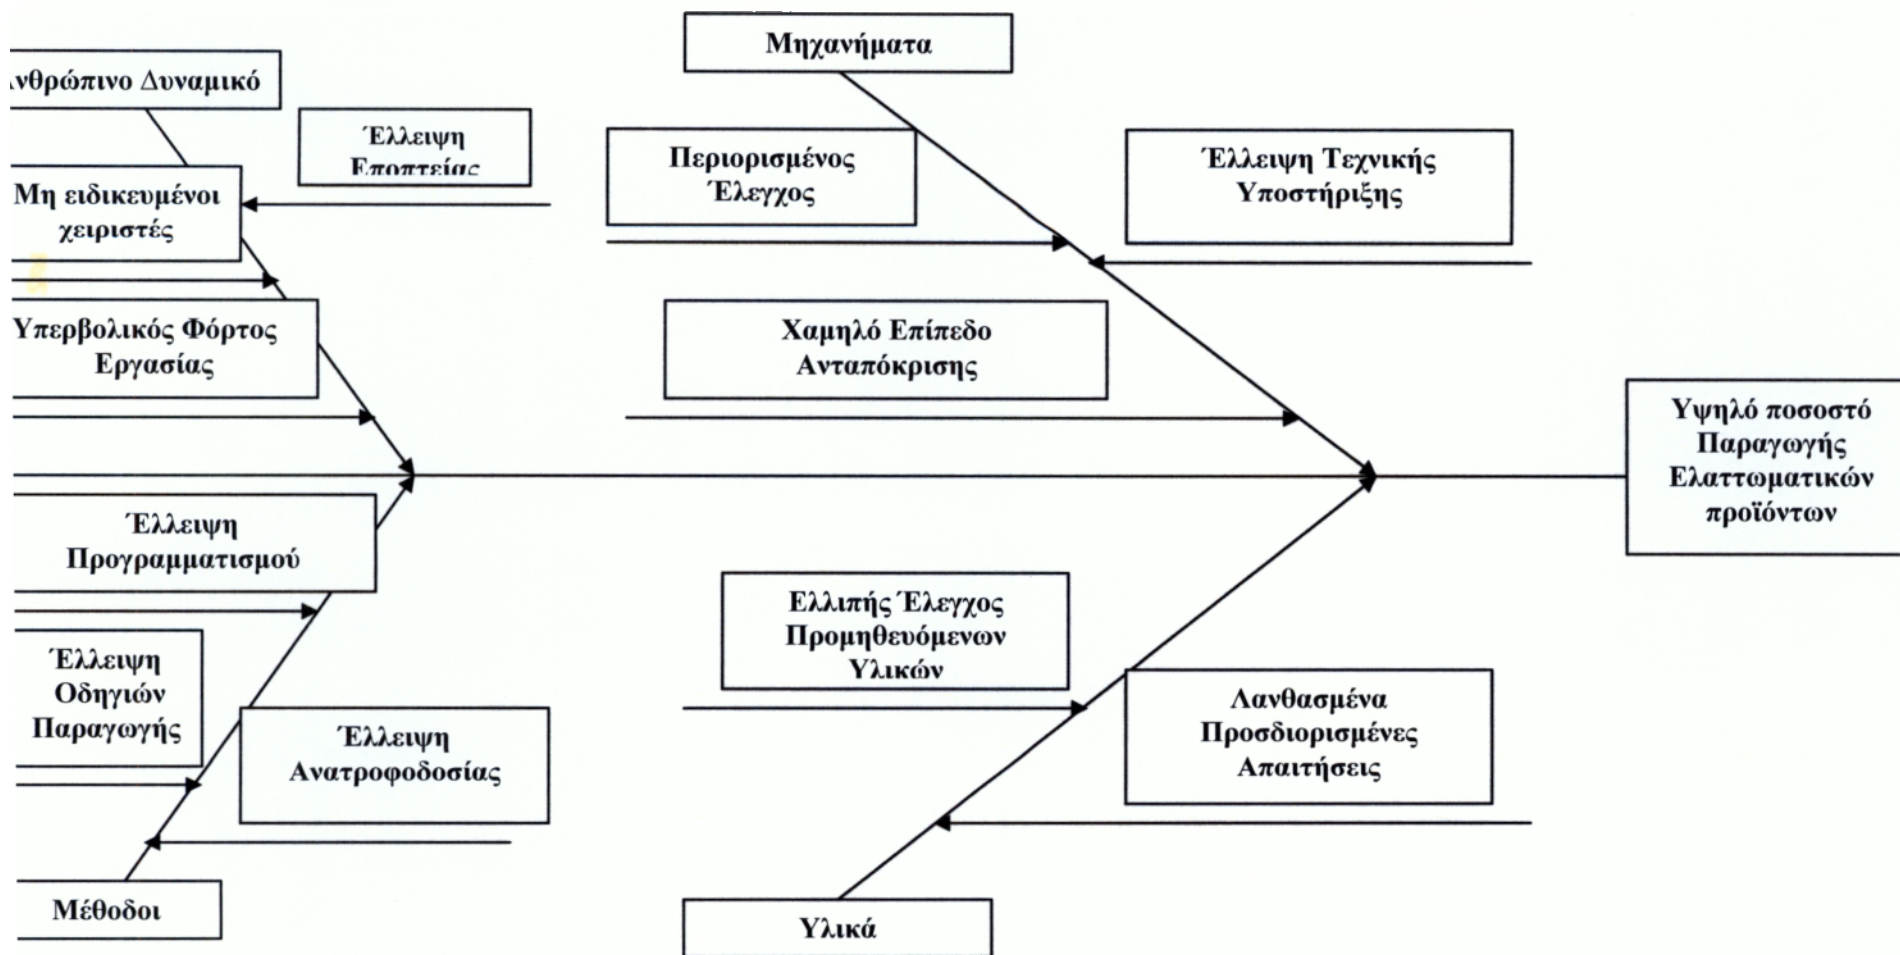 Μηχανήματα
νθρώπινο Δυναμικό
Έλλειψη
Εποπτείας
Περιορισμένος
Έλεγχος
Έλλειψη Τεχνικής
Υποστήριξης
Μη ειδικευμένοι
χειριστές
Υπερβολικός Φόρτος
Εργασίας
Χαμηλό Επίπεδο
Ανταπόκρισης
Υψηλό ποσοστό
Παραγωγής
Ελαττωματικών
προϊόντων
Έλλειψη
Προγραμματισμού
Ελλιπής Έλεγχος
Προμηθευόμενων
Υλικών
Έλλειψη
Οδηγιών
Παραγωγής
Έλλειψη
Ανατροφοδοσίας
Λανθασμένα
Προσδιορισμένες
Απαιτήσεις
Μέθοδοι
Υλικά